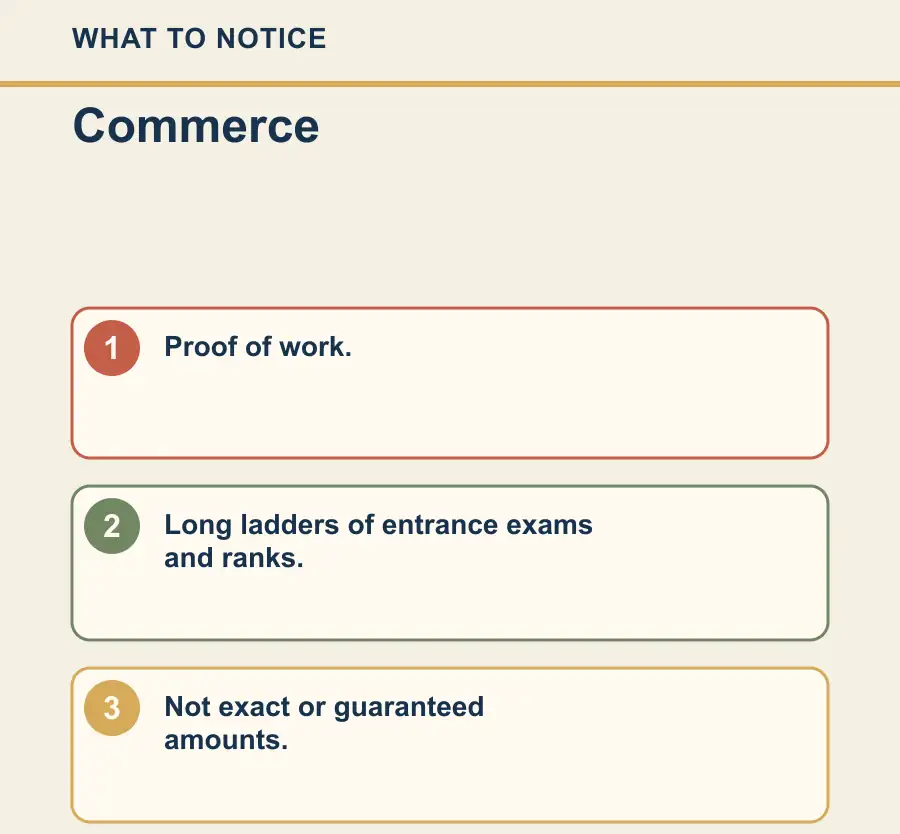 WHAT TO NOTICE
Commerce
1
Proof of work.
2
Long ladders of entrance exams
and ranks.
3
Not exact or guaranteed
amounts.